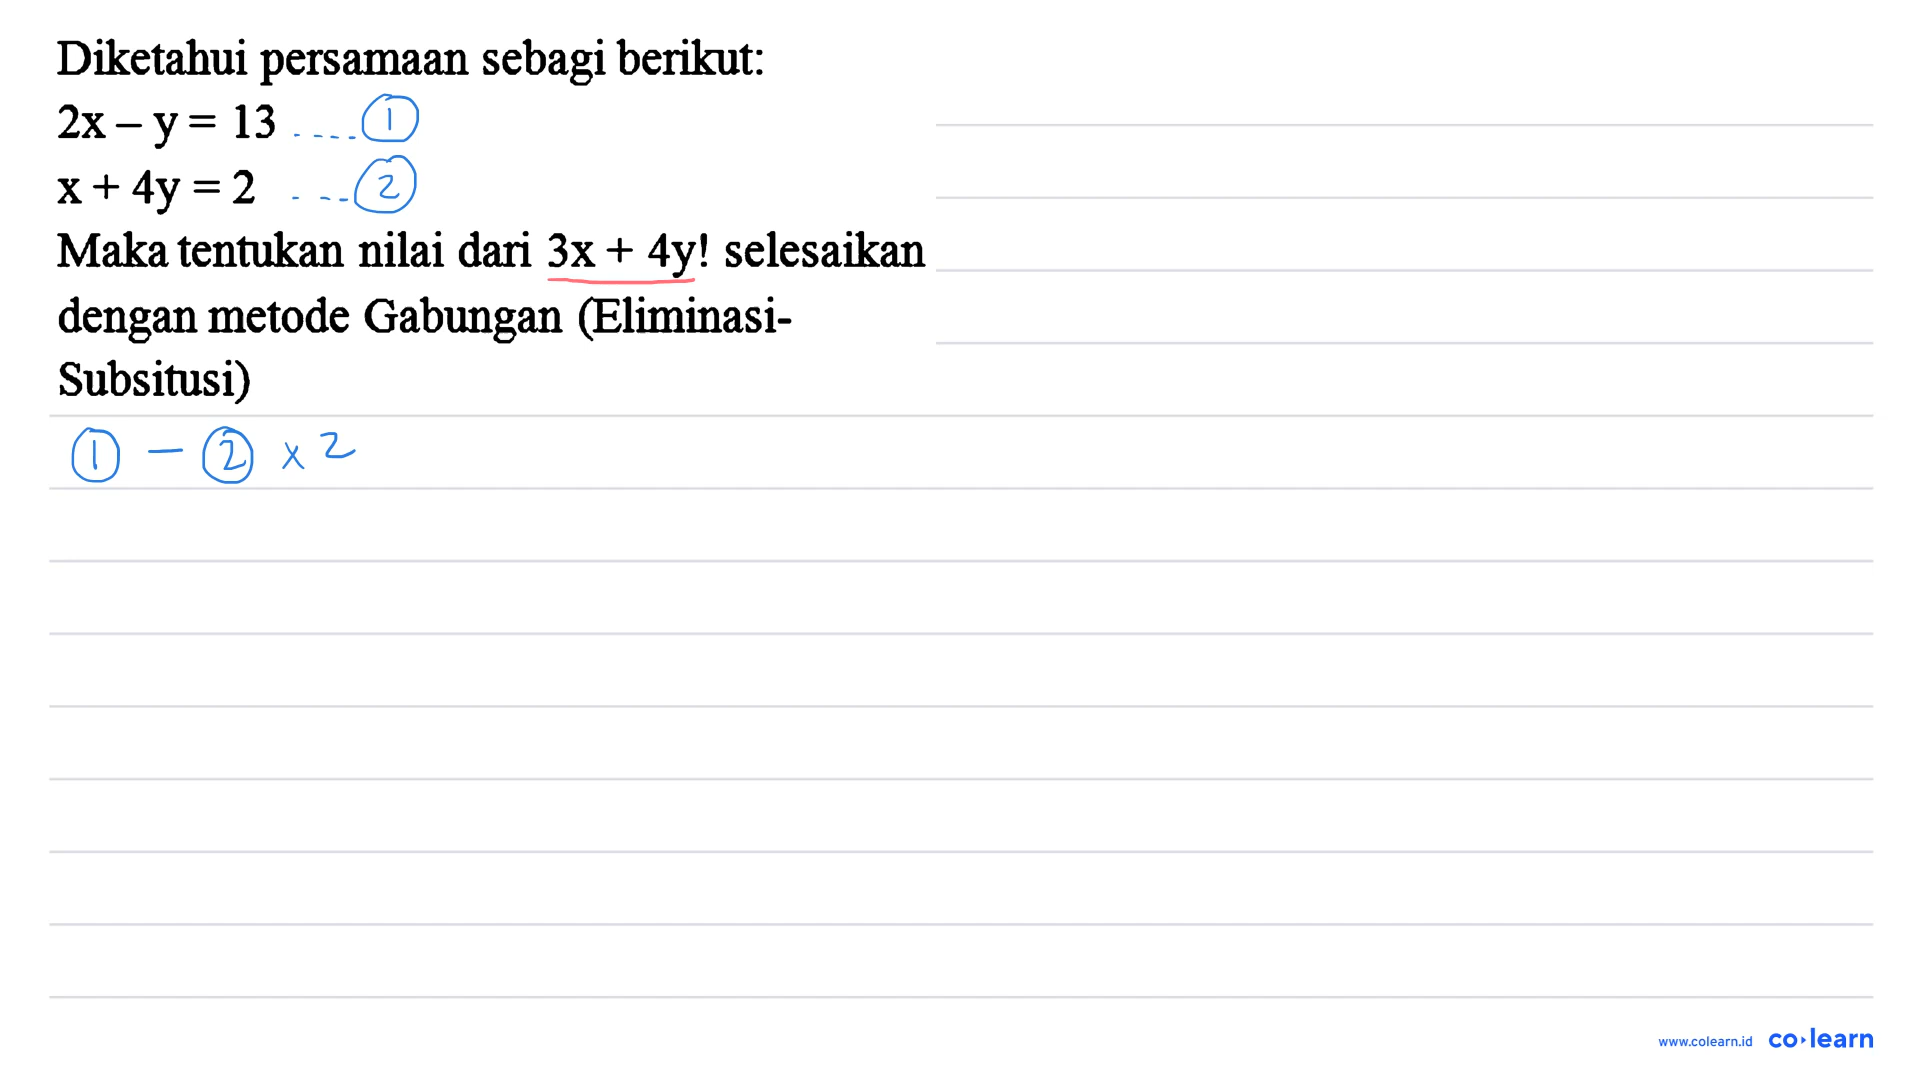 Diketahui persamaan sebagi berikut:
2x – y = 13 ....①
x + 4y = 2 ....②
Maka tentukan nilai dari 3x + 4y! selesaikan
dengan metode Gabungan (Eliminasi-
Subsitusi)
① – ② x 2
www.colearn.id co learn